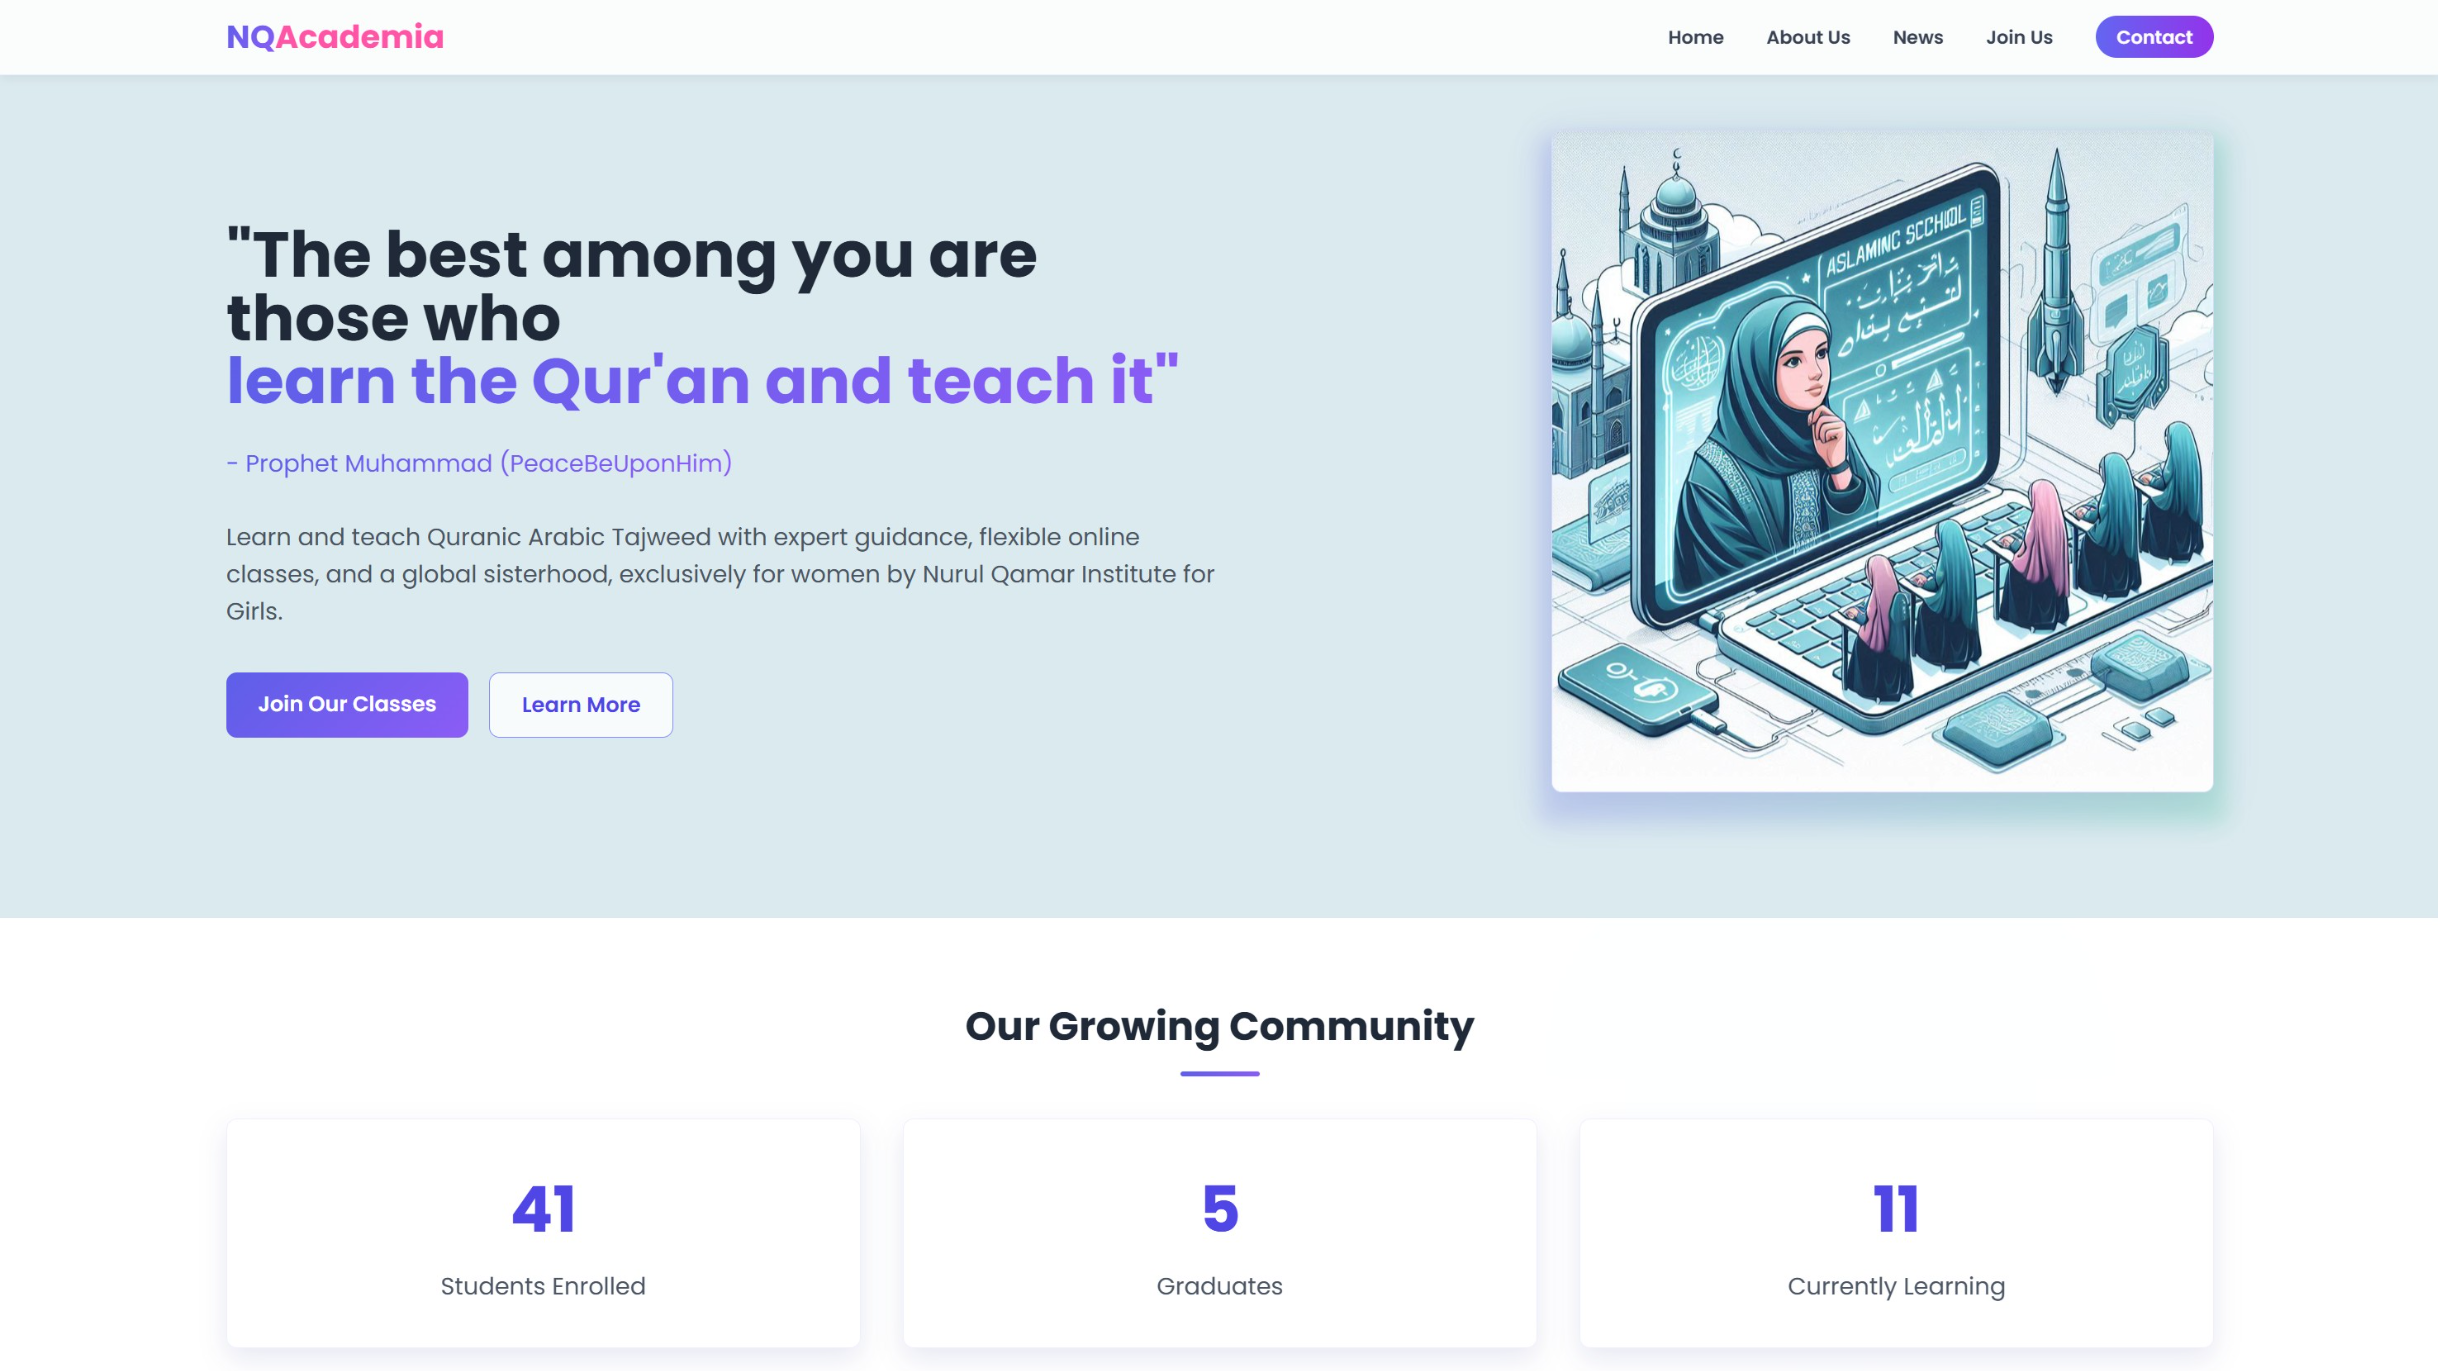 NQAcademia
Home
About Us
News
Join Us
Contact
"The best among you are
those who
learn the Qur'an and teach it"
- Prophet Muhammad (PeaceBeUponHim)
Learn and teach Quranic Arabic Tajweed with expert guidance, flexible online
classes, and a global sisterhood, exclusively for women by Nurul Qamar Institute for
Girls.
Join Our Classes
Learn More
ASLAMINC SCCHIOL
Our Growing Community
41
Students Enrolled
5
Graduates
11
Currently Learning